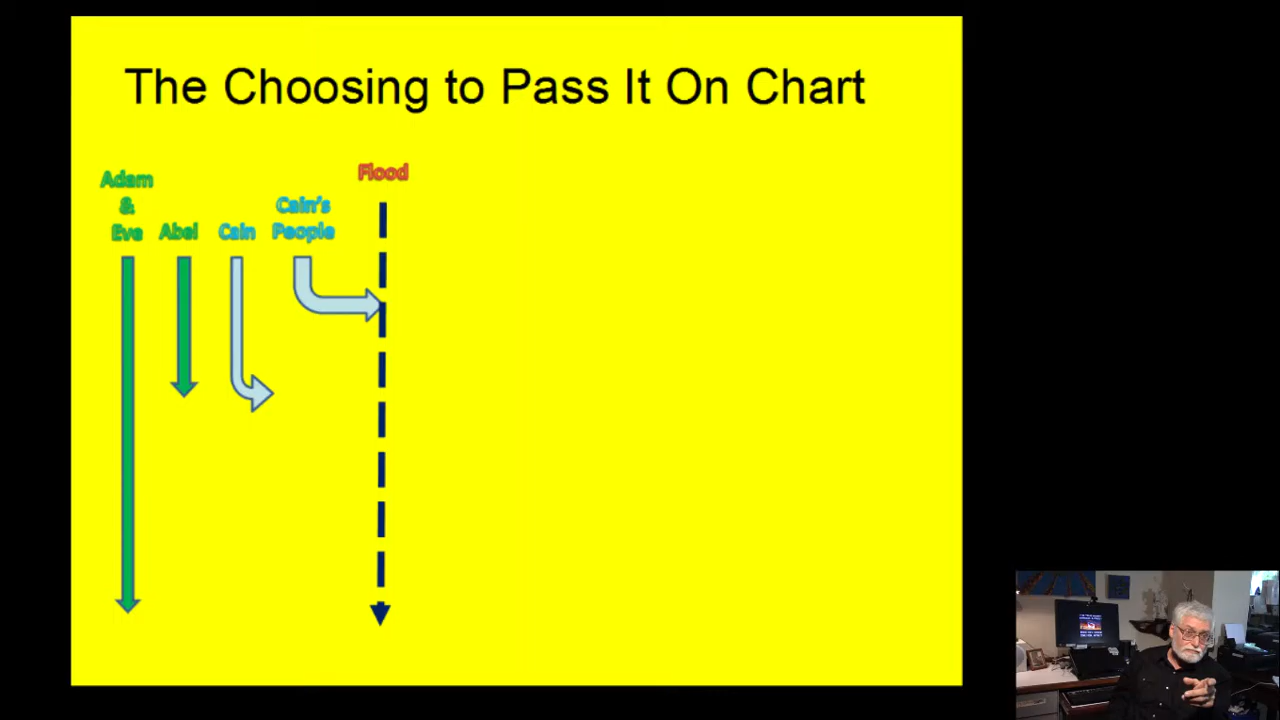 The Choosing to Pass It On Chart
Flood
Adam
&
Eve
Abel
Cain
Cain's
People